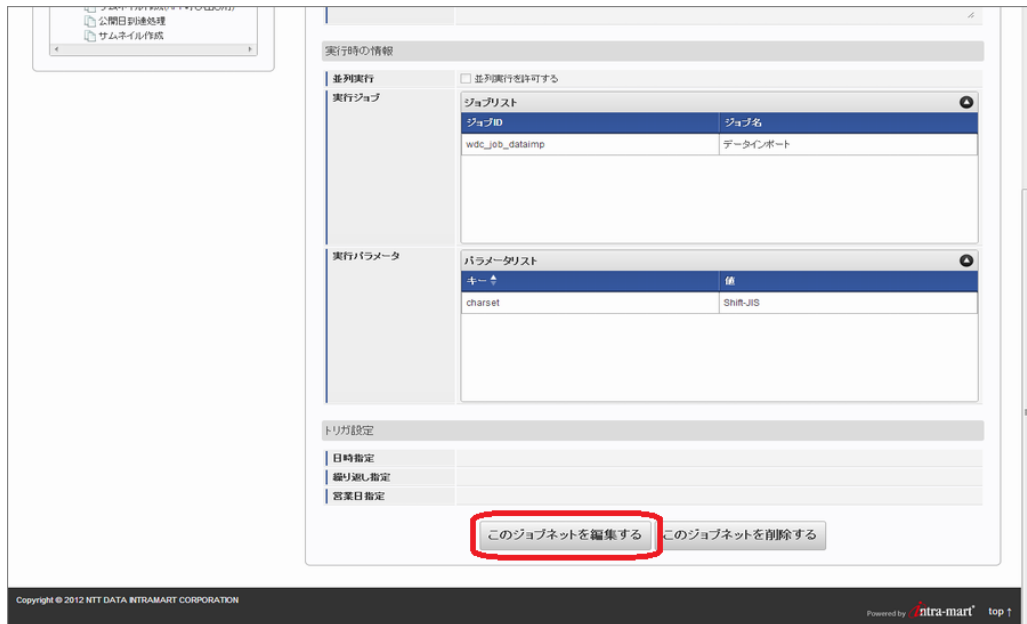 公開日到達処理
サムネイル作成
実行時の情報
並列実行
並列実行を許可する
実行ジョブ
ジョブリスト
ジョブID ジョブ名
wdc_job_dataimp データインポート
実行パラメータ
パラメータリスト
キー 値
charset Shift-JIS
トリガ設定
日時指定
繰り返し指定
営業日指定
このジョブネットを編集する このジョブネットを削除する
Copyright © 2012 NTT DATA INTRAMART CORPORATION
Powered by intra-mart top ↑